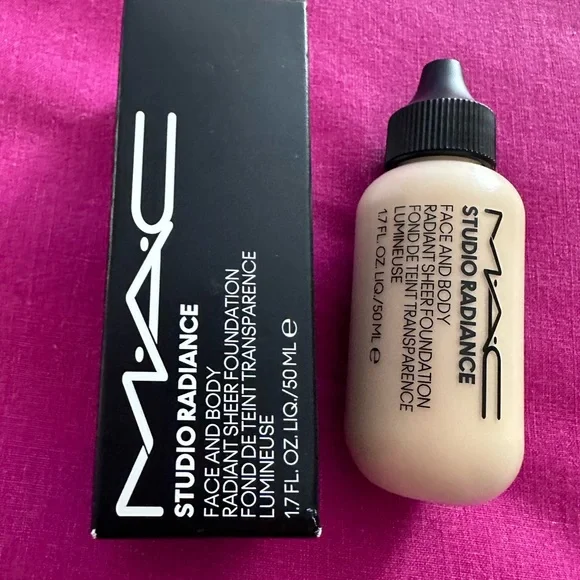 MAC
STUDIO RADIANCE
FACE AND BODY
RADIANT SHEER FOUNDATION
FOND DE TEINT TRANSPARENCE
LUMINEUSE
1.7 FL. OZ. LIQ./50 ML ℮
MAC
STUDIO RADIANCE
FACE AND BODY
RADIANT SHEER FOUNDATION
FOND DE TEINT TRANSPARENCE
LUMINEUSE
1.7 FL. OZ. LIQ./50 ML ℮